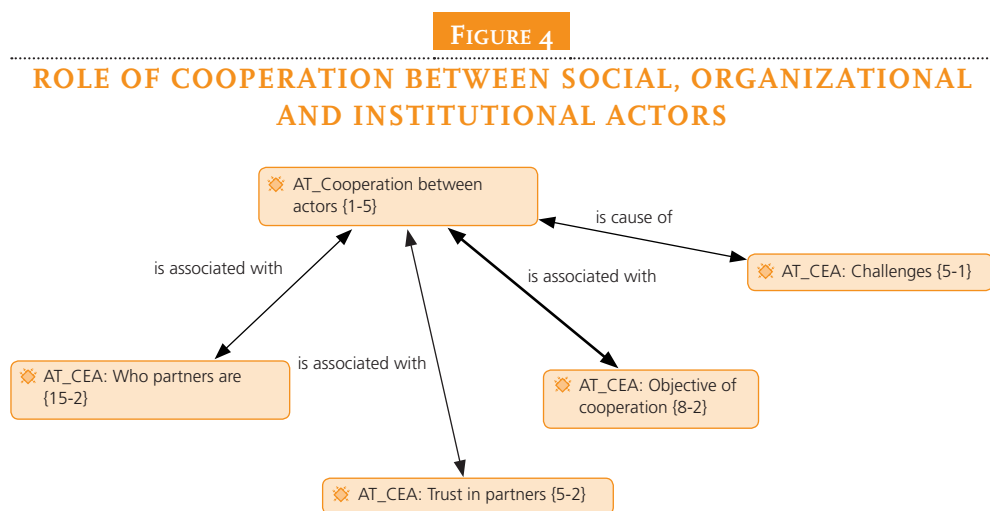 FIGURE 4
ROLE OF COOPERATION BETWEEN SOCIAL, ORGANIZATIONAL
AND INSTITUTIONAL ACTORS
AT_Cooperation between
actors {1-5}
is cause of
is associated with
is associated with
AT_CEA: Challenges {5-1}
is associated with
AT_CEA: Who partners are
{15-2}
AT_CEA: Objective of
cooperation {8-2}
AT_CEA: Trust in partners {5-2}